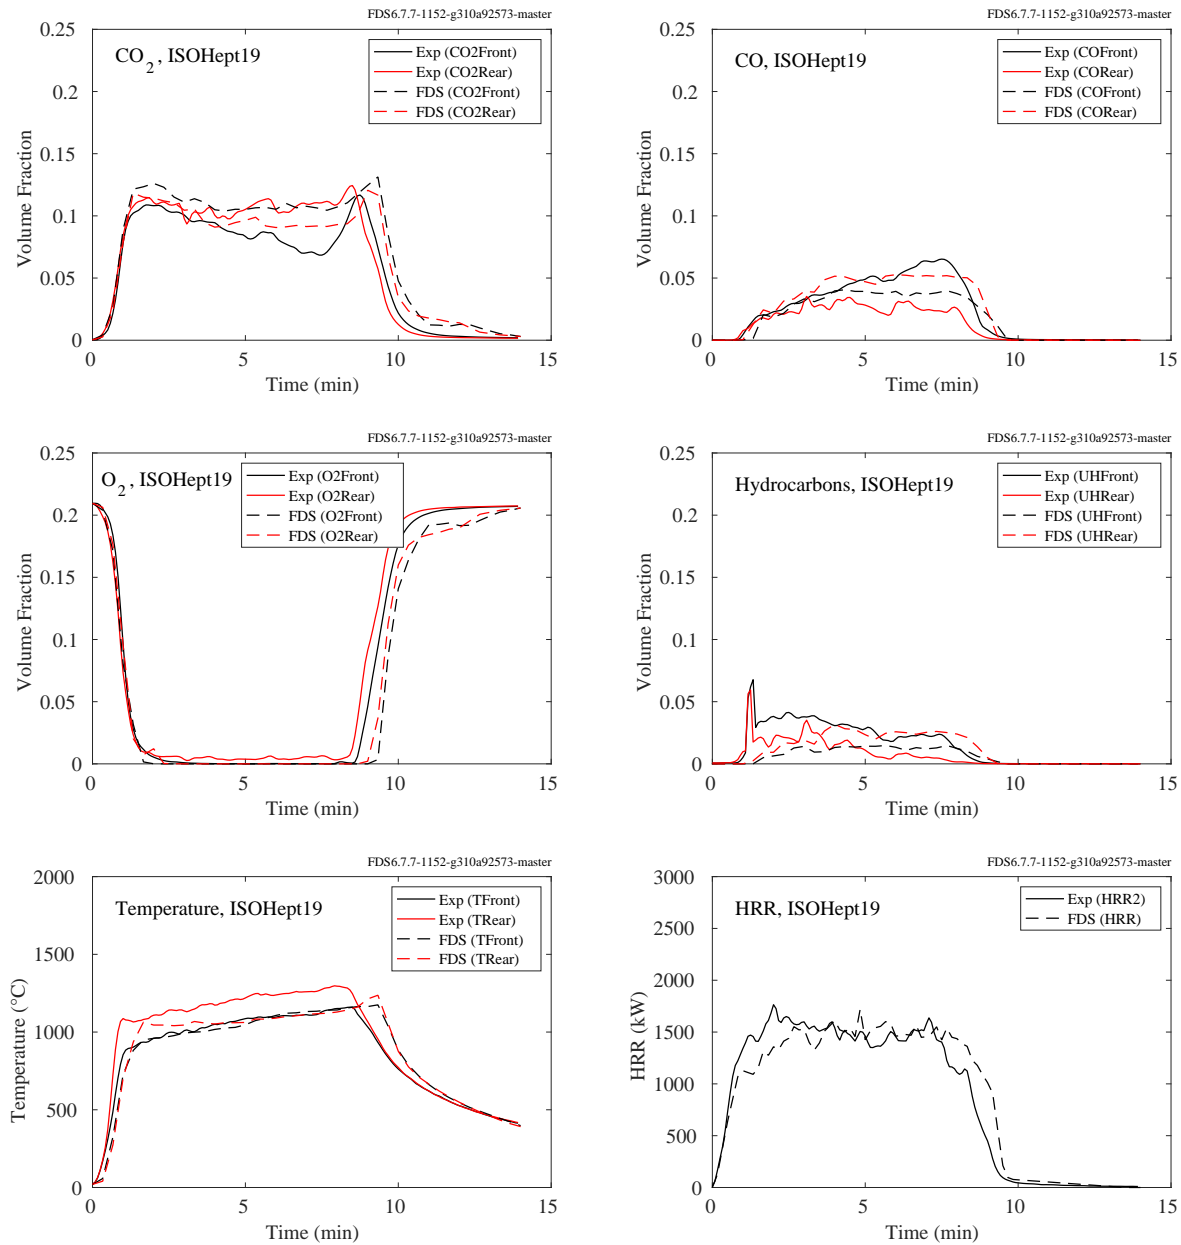 FDS6.7.7-1152-g310a92573-master
CO2, ISOHept19
Exp (CO2Front)
Exp (CO2Rear)
FDS (CO2Front)
FDS (CO2Rear)
0.25
0.2
0.15
0.1
0.05
0
Volume Fraction
0 5 10 15
Time (min)
FDS6.7.7-1152-g310a92573-master
CO, ISOHept19
Exp (COFront)
Exp (CORear)
FDS (COFront)
FDS (CORear)
0.25
0.2
0.15
0.1
0.05
0
Volume Fraction
0 5 10 15
Time (min)
FDS6.7.7-1152-g310a92573-master
O2, ISOHept19
Exp (O2Front)
Exp (O2Rear)
FDS (O2Front)
FDS (O2Rear)
0.25
0.2
0.15
0.1
0.05
0
Volume Fraction
0 5 10 15
Time (min)
FDS6.7.7-1152-g310a92573-master
Hydrocarbons, ISOHept19
Exp (UHFront)
Exp (UHRear)
FDS (UHFront)
FDS (UHRear)
0.25
0.2
0.15
0.1
0.05
0
Volume Fraction
0 5 10 15
Time (min)
FDS6.7.7-1152-g310a92573-master
Temperature, ISOHept19
Exp (TFront)
Exp (TRear)
FDS (TFront)
FDS (TRear)
2000
1500
1000
500
0
Temperature (°C)
0 5 10 15
Time (min)
FDS6.7.7-1152-g310a92573-master
HRR, ISOHept19
Exp (HRR2)
FDS (HRR)
3000
2500
2000
1500
1000
500
0
HRR (kW)
0 5 10 15
Time (min)